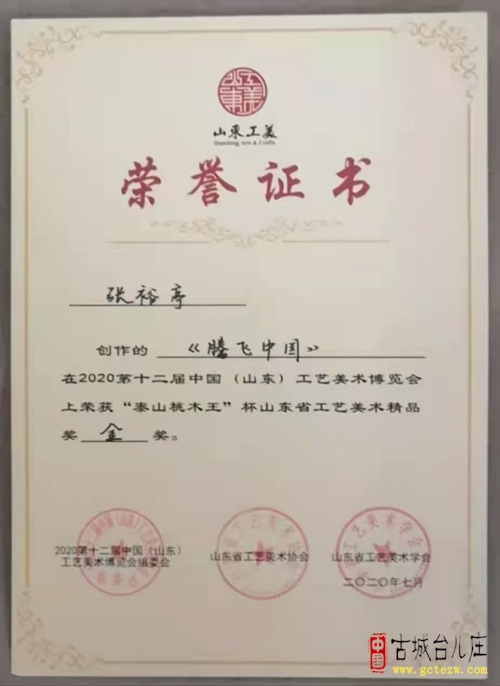 山東工美
Shandong Arts & Crafts
荣誉证书
张裕亭
创作的 《腾飞中国》
在2020第十二届中国（山东）工艺美术博览会
上荣获“泰山桃木王”杯山东省工艺美术精品
奖 金 奖。
2020第十二届中国（山东）
工艺美术博览会组委会
山东省工艺美术协会
山东省工艺美术学会
二〇二〇年七月
中国
古城台儿庄
www.gctezw.com